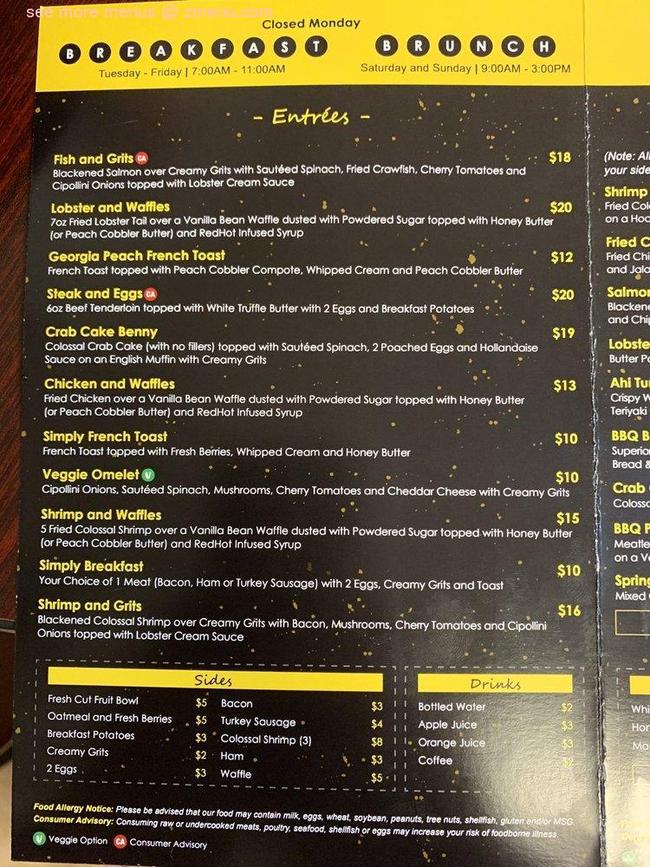 see more menus @ zmenu.com
Closed Monday
BREAKFAST BRUNCH
Tuesday - Friday | 7:00AM - 11:00AM Saturday and Sunday | 9:00AM - 3:00PM
- Entrées -
Fish and Grits CA $18
Blackened Salmon over Creamy Grits with Sautéed Spinach, Fried Crawfish, Cherry Tomatoes and
Cipollini Onions topped with Lobster Cream Sauce
Lobster and Waffles $20
7oz Fried Lobster Tail over a Vanilla Bean Waffle dusted with Powdered Sugar topped with Honey Butter
(or Peach Cobbler Butter) and RedHot Infused Syrup
Georgia Peach French Toast $12
French Toast topped with Peach Cobbler Compote, Whipped Cream and Peach Cobbler Butter
Steak and Eggs CA $20
6oz Beef Tenderloin topped with White Truffle Butter with 2 Eggs and Breakfast Potatoes
Crab Cake Benny $19
Colossal Crab Cake (with no fillers) topped with Sautéed Spinach, 2 Poached Eggs and Hollandaise
Sauce on an English Muffin with Creamy Grits
Chicken and Waffles $13
Fried Chicken over a Vanilla Bean Waffle dusted with Powdered Sugar topped with Honey Butter
(or Peach Cobbler Butter) and RedHot Infused Syrup
Simply French Toast $10
French Toast topped with Fresh Berries, Whipped Cream and Honey Butter
Veggie Omelet V $10
Cipollini Onions, Sautéed Spinach, Mushrooms, Cherry Tomatoes and Cheddar Cheese with Creamy Grits
Shrimp and Waffles $15
5 Fried Colossal Shrimp over a Vanilla Bean Waffle dusted with Powdered Sugar topped with Honey Butter
(or Peach Cobbler Butter) and RedHot Infused Syrup
Simply Breakfast $10
Your Choice of 1 Meat (Bacon, Ham or Turkey Sausage) with 2 Eggs, Creamy Grits and Toast
Shrimp and Grits $16
Blackened Colossal Shrimp over Creamy Grits with Bacon, Mushrooms, Cherry Tomatoes and Cipollini
Onions topped with Lobster Cream Sauce
Sides
Fresh Cut Fruit Bowl $5
Oatmeal and Fresh Berries $5
Breakfast Potatoes $3
Creamy Grits $2
2 Eggs $3
Bacon $3
Turkey Sausage $4
Colossal Shrimp (3) $8
Ham $3
Waffle $5
Drinks
Bottled Water $2
Apple Juice $3
Orange Juice $3
Coffee $2
Food Allergy Notice: Please be advised that our food may contain milk, eggs, wheat, soybean, peanuts, tree nuts, shellfish, gluten and/or MSG.
Consumer Advisory: Consuming raw or undercooked meats, poultry, seafood, shellfish or eggs may increase your risk of foodborne illness.
V Veggie Option CA Consumer Advisory
(Note: Al
your side
Shrimp
Fried Col
on a Hoa
Fried C
Fried Chi
and Jala
Salmon
Blackene
and Chip
Lobste
Butter Po
Ahi Tu
Crispy W
Teriyaki
BBQ B
Superio
Bread &
Crab
Coloss
BBQ P
Meatle
on a Ve
Spring
Mixed
Whi
Hor
Ma